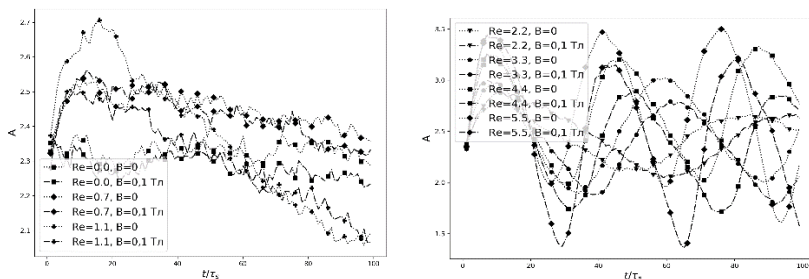 2.7
2.6
2.5
A
2.4
2.3
2.2
2.1
Re=0.0, B=0
Re=0.0, B=0,1 Тл
Re=0.7, B=0
Re=0.7, B=0,1 Тл
Re=1.1, B=0
Re=1.1, B=0,1 Тл
0
20
40
60
80
100
t/τₛ
3.5
3.0
A
2.5
2.0
1.5
Re=2.2, B=0
Re=2.2, B=0,1 Тл
Re=3.3, B=0
Re=3.3, B=0,1 Тл
Re=4.4, B=0
Re=4.4, B=0,1 Тл
Re=5.5, B=0
Re=5.5, B=0,1 Тл
0
20
40
60
80
100
t/τₛ